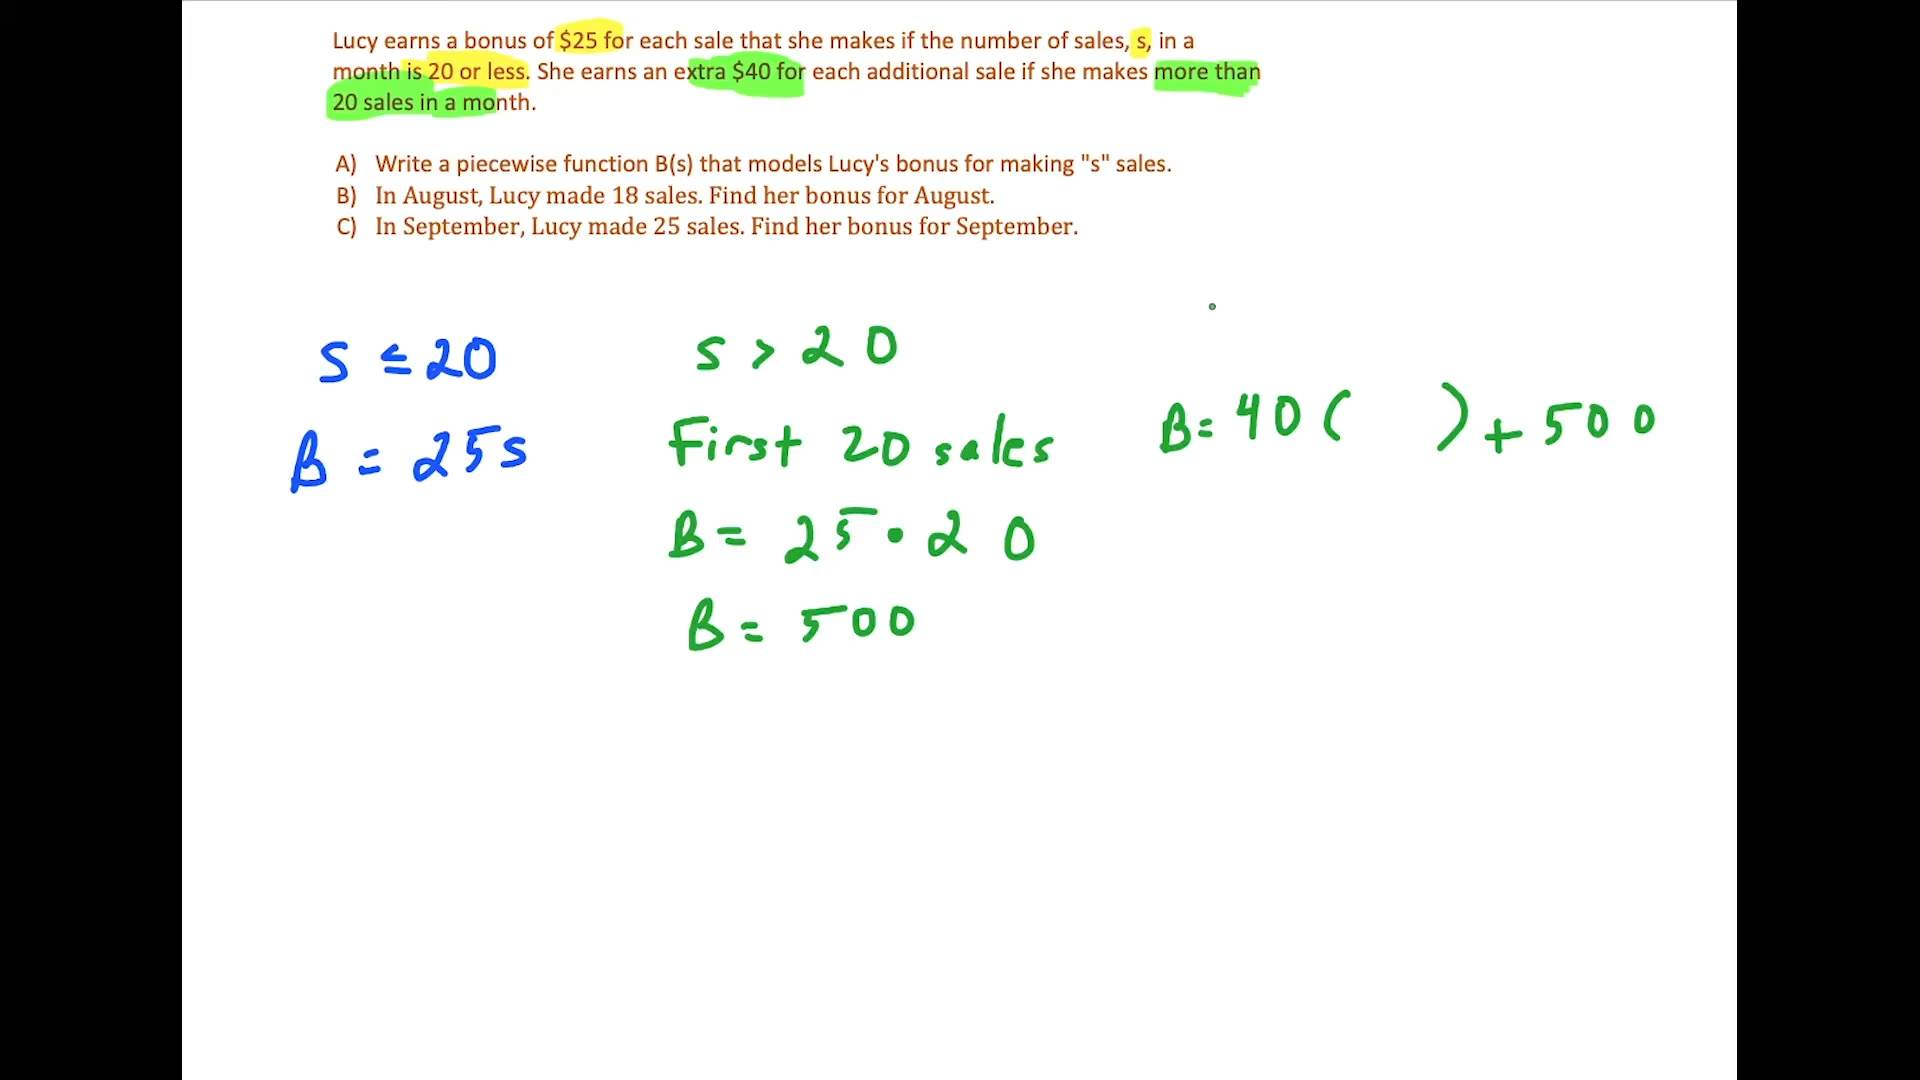 Lucy earns a bonus of $25 for each sale that she makes if the number of sales, s, in a
month is 20 or less. She earns an extra $40 for each additional sale if she makes more than
20 sales in a month.
A) Write a piecewise function B(s) that models Lucy's bonus for making "s" sales.
B) In August, Lucy made 18 sales. Find her bonus for August.
C) In September, Lucy made 25 sales. Find her bonus for September.
s ≤ 20
B = 25s
s > 20
First 20 sales
B = 25 • 20
B = 500
B = 40 ( ) + 500